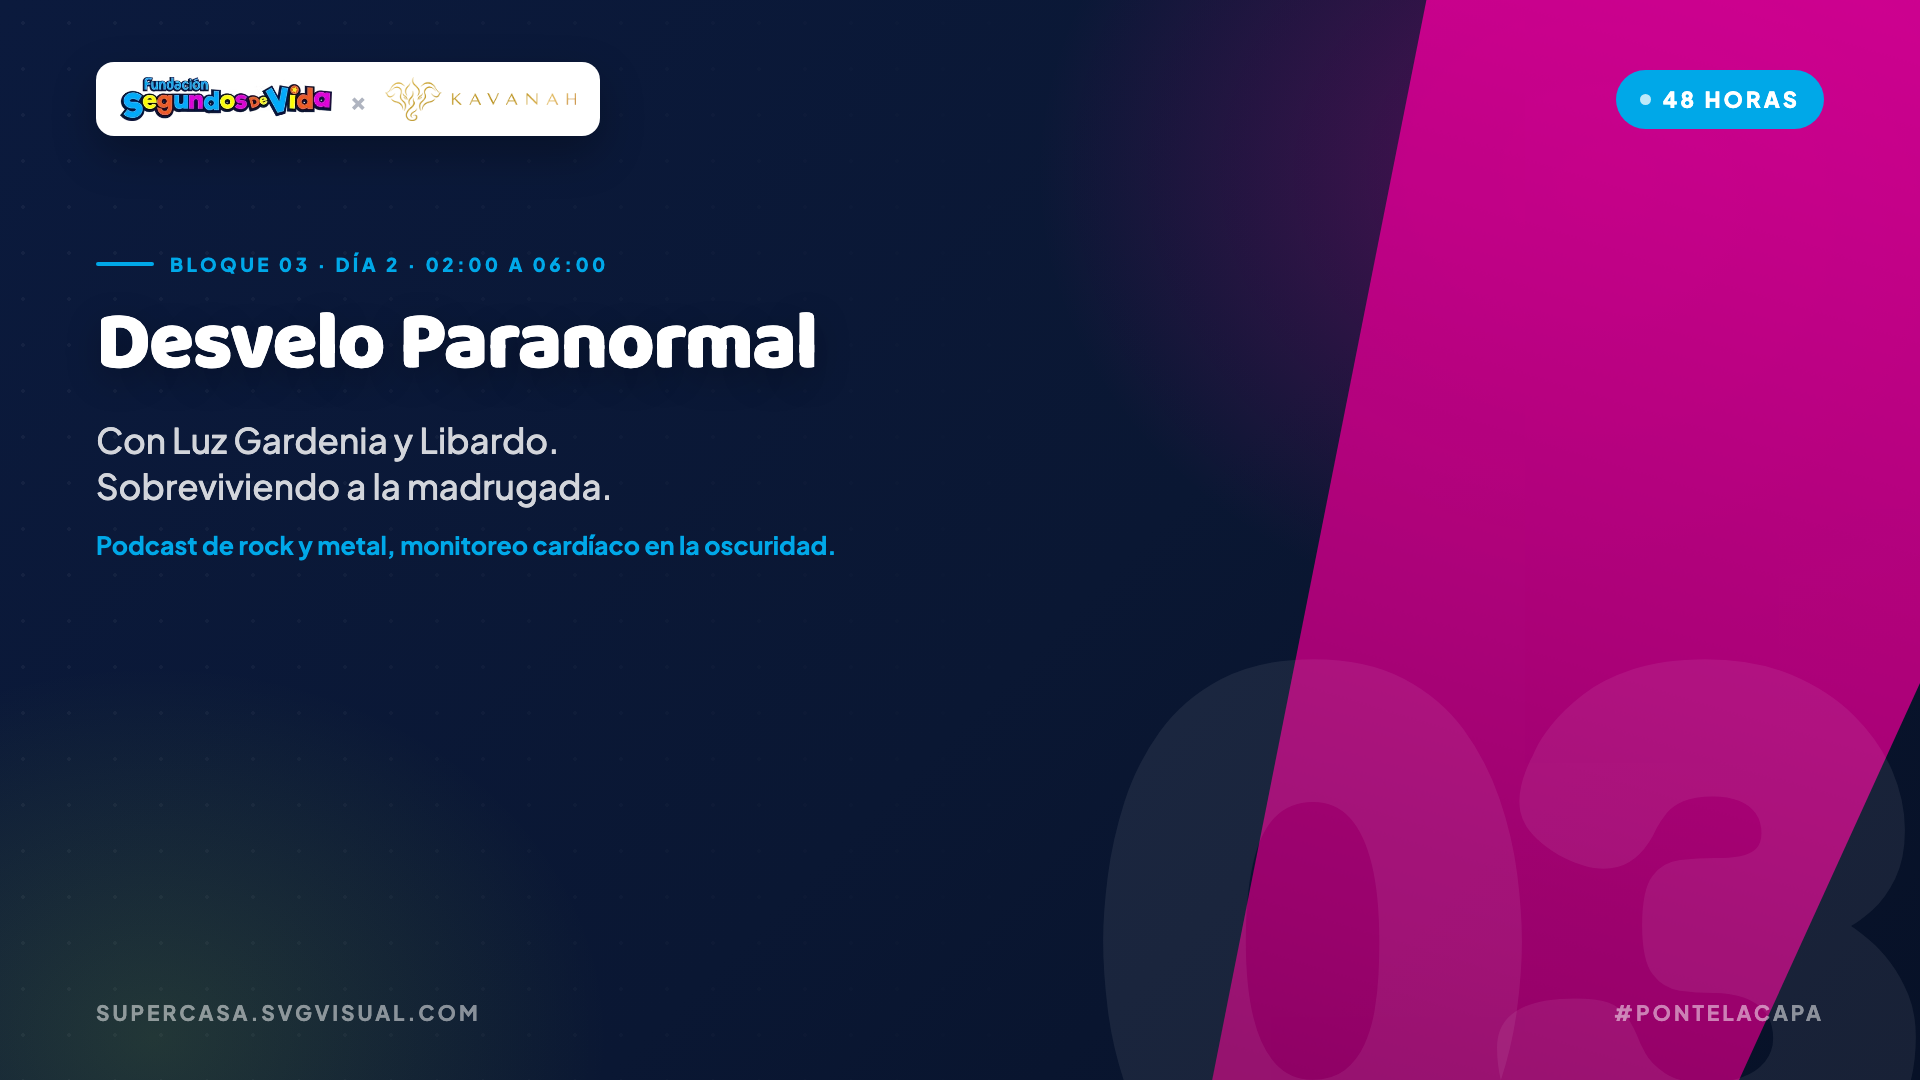 Fundación
Segundos de Vida
×
KAVANAH
48 HORAS
BLOQUE 03 · DÍA 2 · 02:00 A 06:00
Desvelo Paranormal
Con Luz Gardenia y Libardo.
Sobreviviendo a la madrugada.
Podcast de rock y metal, monitoreo cardíaco en la oscuridad.
03
SUPERCASA.SVGVISUAL.COM
#PONTELACAPA